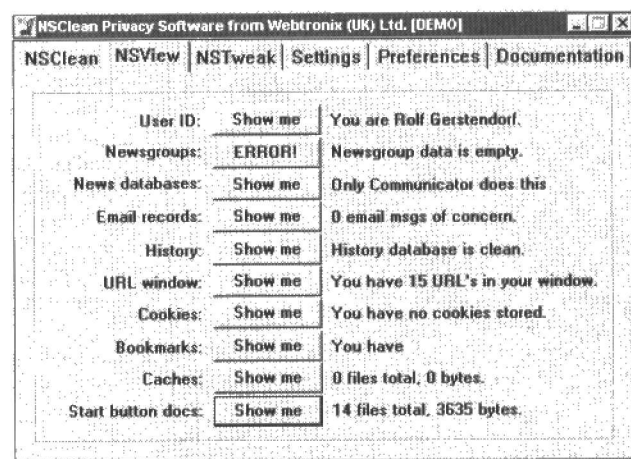 NSClean Privacy Software from Webtronix (UK) Ltd. [DEMO]
NSClean NSView NSTweak Settings Preferences Documentation
User ID: Show me You are Rolf Gerstendorf.
Newsgroups: ERROR! Newsgroup data is empty.
News databases: Show me Only Communicator does this
Email records: Show me 0 email msgs of concern.
History: Show me History database is clean.
URL window: Show me You have 15 URL's in your window.
Cookies: Show me You have no cookies stored.
Bookmarks: Show me You have
Caches: Show me 0 files total, 0 bytes.
Start button docs: Show me 14 files total, 3635 bytes.